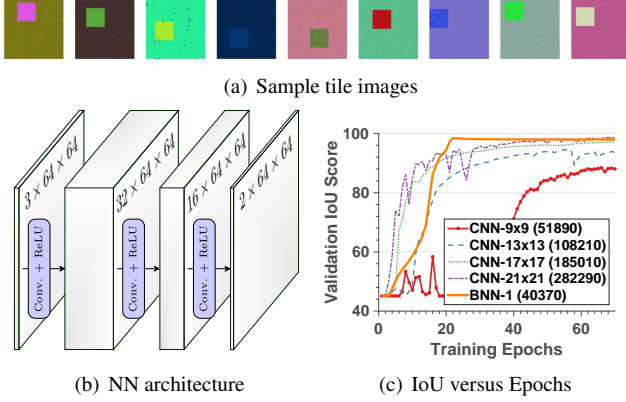 (a) Sample tile images
3 × 64 × 64
32 × 64 × 64
16 × 64 × 64
2 × 64 × 64
Conv. + ReLU
Conv. + ReLU
Conv. + ReLU
(b) NN architecture
Validation IoU Score
100
80
60
40
0
20
40
60
Training Epochs
CNN-9x9 (51890)
CNN-13x13 (108210)
CNN-17x17 (185010)
CNN-21x21 (282290)
BNN-1 (40370)
(c) IoU versus Epochs